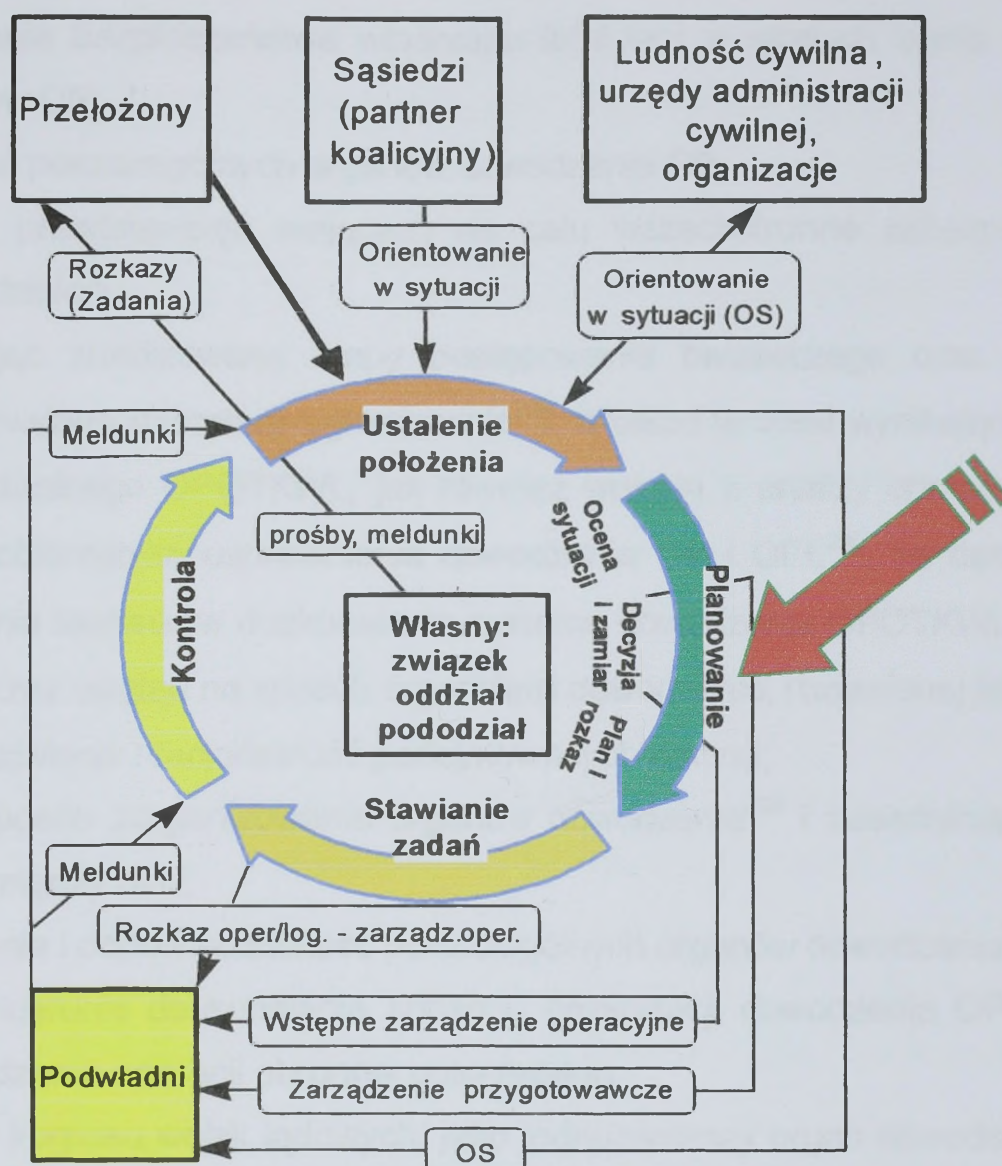 Przełożony
Sąsiedzi
(partner
koalicyjny)
Ludność cywilna ,
urzędy administracji
cywilnej,
organizacje
Rozkazy
(Zadania)
Orientowanie
w sytuacji
Orientowanie
w sytuacji (OS)
Meldunki
Ustalenie
położenia
prośby, meldunki
Ocena
sytuacji
Kontrola
Planowanie
Własny
związek
oddział
pododział
Decyzja
i zamiar
Plan i
rozkaz
Stawianie
zadań
Meldunki
Rozkaz oper/log. - zarządz.oper.
Podwładni
Wstępne zarządzenie operacyjne
Zarządzenie przygotowawcze
OS